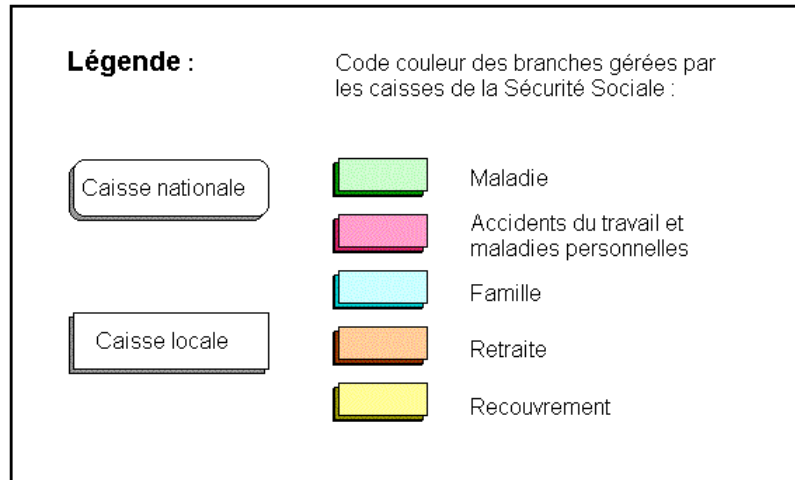 Légende :
Code couleur des branches gérées par
les caisses de la Sécurité Sociale :
Caisse nationale
Caisse locale
Maladie
Accidents du travail et
maladies personnelles
Famille
Retraite
Recouvrement